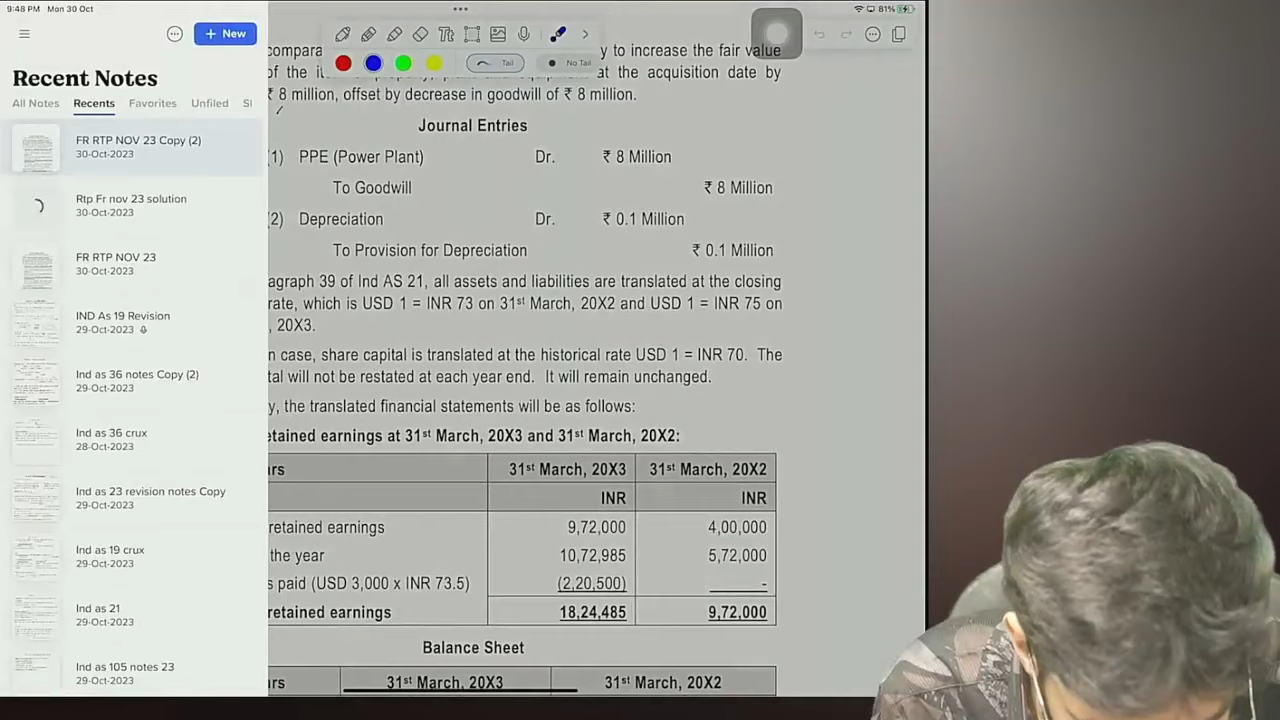 9:48 PM Mon 30 Oct
81%
New
Recent Notes
All Notes Recents Favorites Unfiled
FR RTP NOV 23 Copy (2)
30-Oct-2023
Rtp Fr nov 23 solution
30-Oct-2023
FR RTP NOV 23
30-Oct-2023
IND As 19 Revision
29-Oct-2023
Ind as 36 notes Copy (2)
29-Oct-2023
Ind as 36 crux
28-Oct-2023
Ind as 23 revision notes Copy
29-Oct-2023
Ind as 19 crux
29-Oct-2023
Ind as 21
29-Oct-2023
Ind as 105 notes 23
29-Oct-2023
Tail
No Tail
compara y to increase the fair value
of the at the acquisition date by
₹ 8 million, offset by decrease in goodwill of ₹ 8 million.
Journal Entries
(1) PPE (Power Plant) Dr. ₹ 8 Million
To Goodwill ₹ 8 Million
(2) Depreciation Dr. ₹ 0.1 Million
To Provision for Depreciation ₹ 0.1 Million
agraph 39 of Ind AS 21, all assets and liabilities are translated at the closing
rate, which is USD 1 = INR 73 on 31st March, 20X2 and USD 1 = INR 75 on
, 20X3.
n case, share capital is translated at the historical rate USD 1 = INR 70. The
tal will not be restated at each year end. It will remain unchanged.
y, the translated financial statements will be as follows:
etained earnings at 31st March, 20X3 and 31st March, 20X2:
ars 31st March, 20X3 31st March, 20X2
INR INR
retained earnings 9,72,000 4,00,000
the year 10,72,985 5,72,000
s paid (USD 3,000 x INR 73.5) (2,20,500) -
retained earnings 18,24,485 9,72,000
Balance Sheet
ars 31st March, 20X3 31st March, 20X2